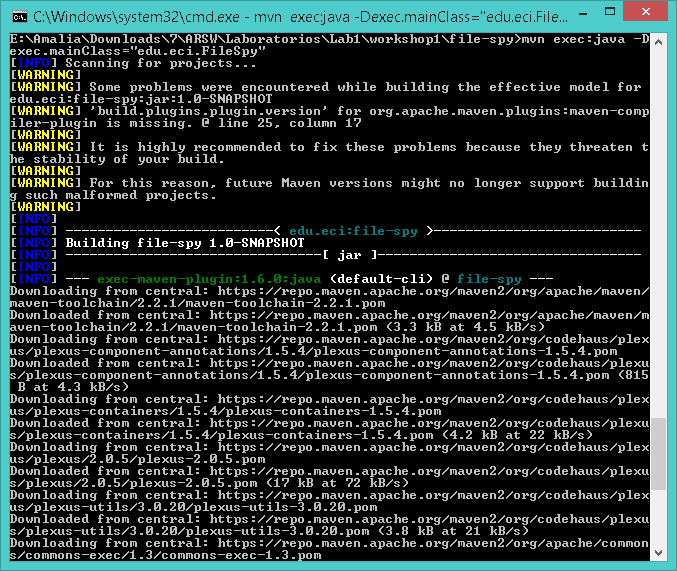 C:\Windows\system32\cmd.exe - mvn  exec:java -Dexec.mainClass="edu.eci.File...
E:\Amalia\Downloads\7\ARSW\Laboratorios\Lab1\workshop1\file-spy>mvn exec:java -D
exec.mainClass="edu.eci.FileSpy"
[INFO] Scanning for projects...
[WARNING]
[WARNING] Some problems were encountered while building the effective model for
edu.eci:file-spy:jar:1.0-SNAPSHOT
[WARNING] 'build.plugins.plugin.version' for org.apache.maven.plugins:maven-comp
iler-plugin is missing. @ line 25, column 17
[WARNING]
[WARNING] It is highly recommended to fix these problems because they threaten t
he stability of your build.
[WARNING]
[WARNING] For this reason, future Maven versions might no longer support buildin
g such malformed projects.
[WARNING]
[INFO]
[INFO] --------------------------< edu.eci:file-spy >--------------------------
[INFO] Building file-spy 1.0-SNAPSHOT
[INFO] --------------------------------[ jar ]---------------------------------
[INFO]
[INFO] --- exec-maven-plugin:1.6.0:java (default-cli) @ file-spy ---
Downloading from central: https://repo.maven.apache.org/maven2/org/apache/maven/
maven-toolchain/2.2.1/maven-toolchain-2.2.1.pom
Downloaded from central: https://repo.maven.apache.org/maven2/org/apache/maven/m
aven-toolchain/2.2.1/maven-toolchain-2.2.1.pom (3.3 kB at 4.5 kB/s)
Downloading from central: https://repo.maven.apache.org/maven2/org/codehaus/plex
us/plexus-component-annotations/1.5.4/plexus-component-annotations-1.5.4.pom
Downloaded from central: https://repo.maven.apache.org/maven2/org/codehaus/plexu
s/plexus-component-annotations/1.5.4/plexus-component-annotations-1.5.4.pom (815
 B at 4.3 kB/s)
Downloading from central: https://repo.maven.apache.org/maven2/org/codehaus/plex
us/plexus-containers/1.5.4/plexus-containers-1.5.4.pom
Downloaded from central: https://repo.maven.apache.org/maven2/org/codehaus/plexu
s/plexus-containers/1.5.4/plexus-containers-1.5.4.pom (4.2 kB at 22 kB/s)
Downloading from central: https://repo.maven.apache.org/maven2/org/codehaus/plex
us/plexus/2.0.5/plexus-2.0.5.pom
Downloaded from central: https://repo.maven.apache.org/maven2/org/codehaus/plexu
s/plexus/2.0.5/plexus-2.0.5.pom (17 kB at 72 kB/s)
Downloading from central: https://repo.maven.apache.org/maven2/org/codehaus/plex
us/plexus-utils/3.0.20/plexus-utils-3.0.20.pom
Downloaded from central: https://repo.maven.apache.org/maven2/org/codehaus/plexu
s/plexus-utils/3.0.20/plexus-utils-3.0.20.pom (3.8 kB at 21 kB/s)
Downloading from central: https://repo.maven.apache.org/maven2/org/apache/common
s/commons-exec/1.3/commons-exec-1.3.pom